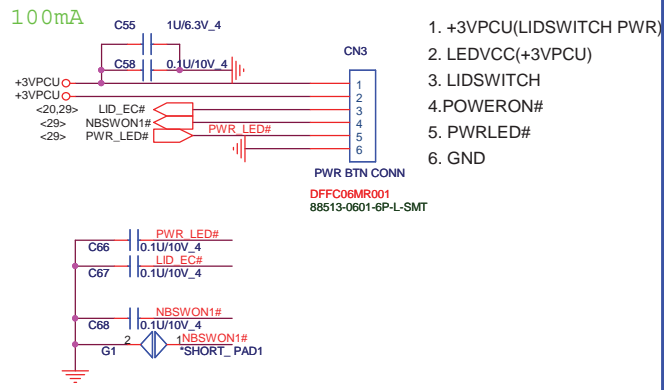 100mA
C55 1U/6.3V_4
C58 0.1U/10V_4
CN3
+3VPCU
+3VPCU
<20,29> LID_EC#
<29> NBSWON1#
<29> PWR_LED# PWR_LED#
1
2
3
4
5
6
PWR BTN CONN
DFFC06MR001
88513-0601-6P-L-SMT
1. +3VPCU(LIDSWITCH PWR)
2. LEDVCC(+3VPCU)
3. LIDSWITCH
4.POWERON#
5. PWRLED#
6. GND
PWR_LED#
C66 0.1U/10V_4
LID_EC#
C67 0.1U/10V_4
NBSWON1#
C68 0.1U/10V_4
2 1 NBSWON1#
G1 *SHORT_ PAD1